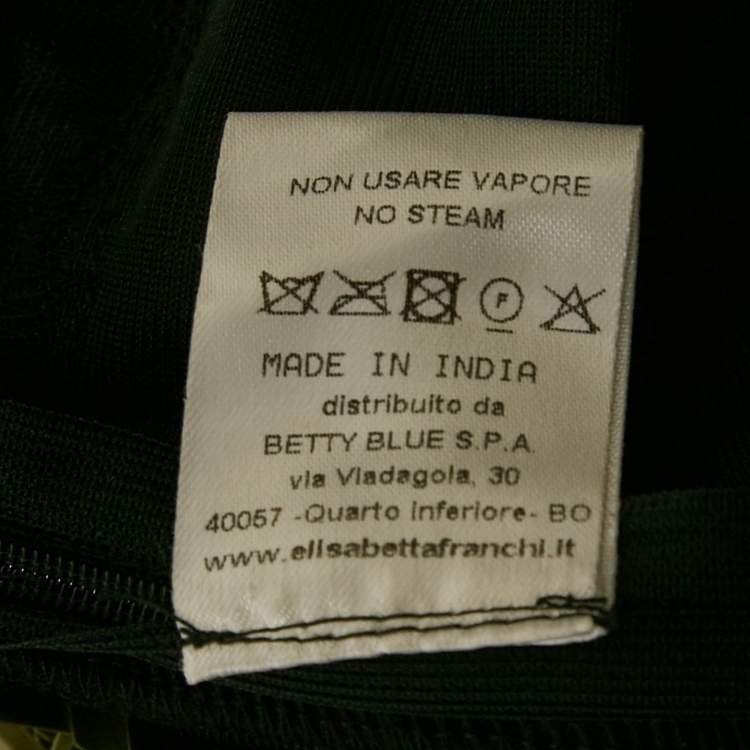 NON USARE VAPORE
NO STEAM
F
MADE IN INDIA
distribuito da
BETTY BLUE S.P.A.
via Viadagola, 30
40057 -Quarto inferiore- BO
www.elisabettafranchi.it